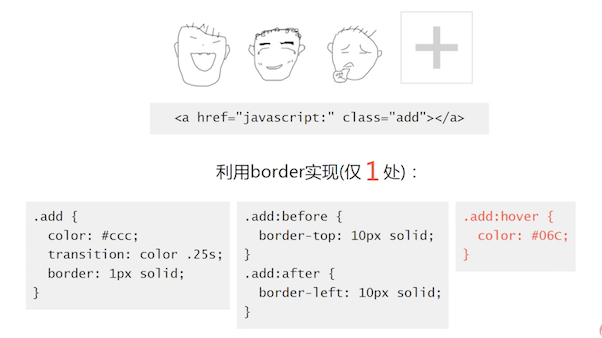 <a href="javascript:" class="add"></a>
利用border实现(仅1处)：
.add {
color: #ccc;
transition: color .25s;
border: 1px solid;
}
.add:before {
border-top: 10px solid;
}
.add:after {
border-left: 10px solid;
}
.add:hover {
color: #06C;
}